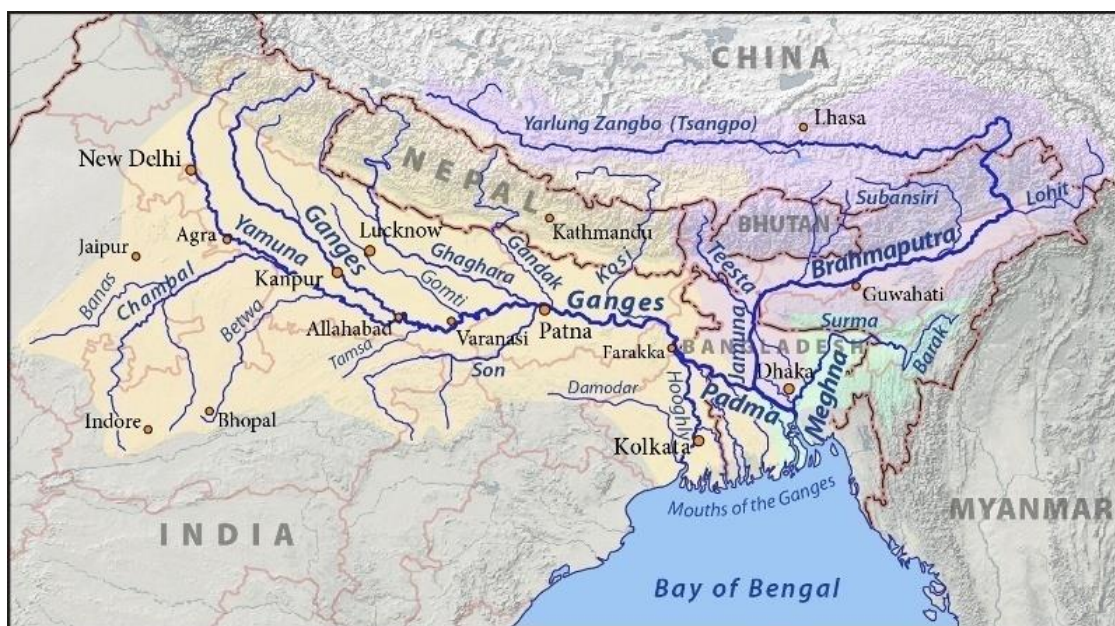 CHINA
Yarlung Zangbo (Tsangpo)
Lhasa
New Delhi
NEPAL
Subansiri
Lohit
BHUTAN
Agra
Yamuna
Ganges
Lucknow
Kathmandu
Teesta
Brahmaputra
Jaipur
Ghaghara
Gandak
Kosi
Banas
Chambal
Kanpur
Gomti
Ganges
Guwahati
Betwa
Allahabad
Varanasi
Patna
Surma
Tamsa
Son
Farakka
BANGLADESH
Jamuna
Barak
Damodar
Hooghly
Dhaka
Padma
Meghna
Indore
Bhopal
Kolkata
Mouths of the Ganges
INDIA
MYANMAR
Bay of Bengal